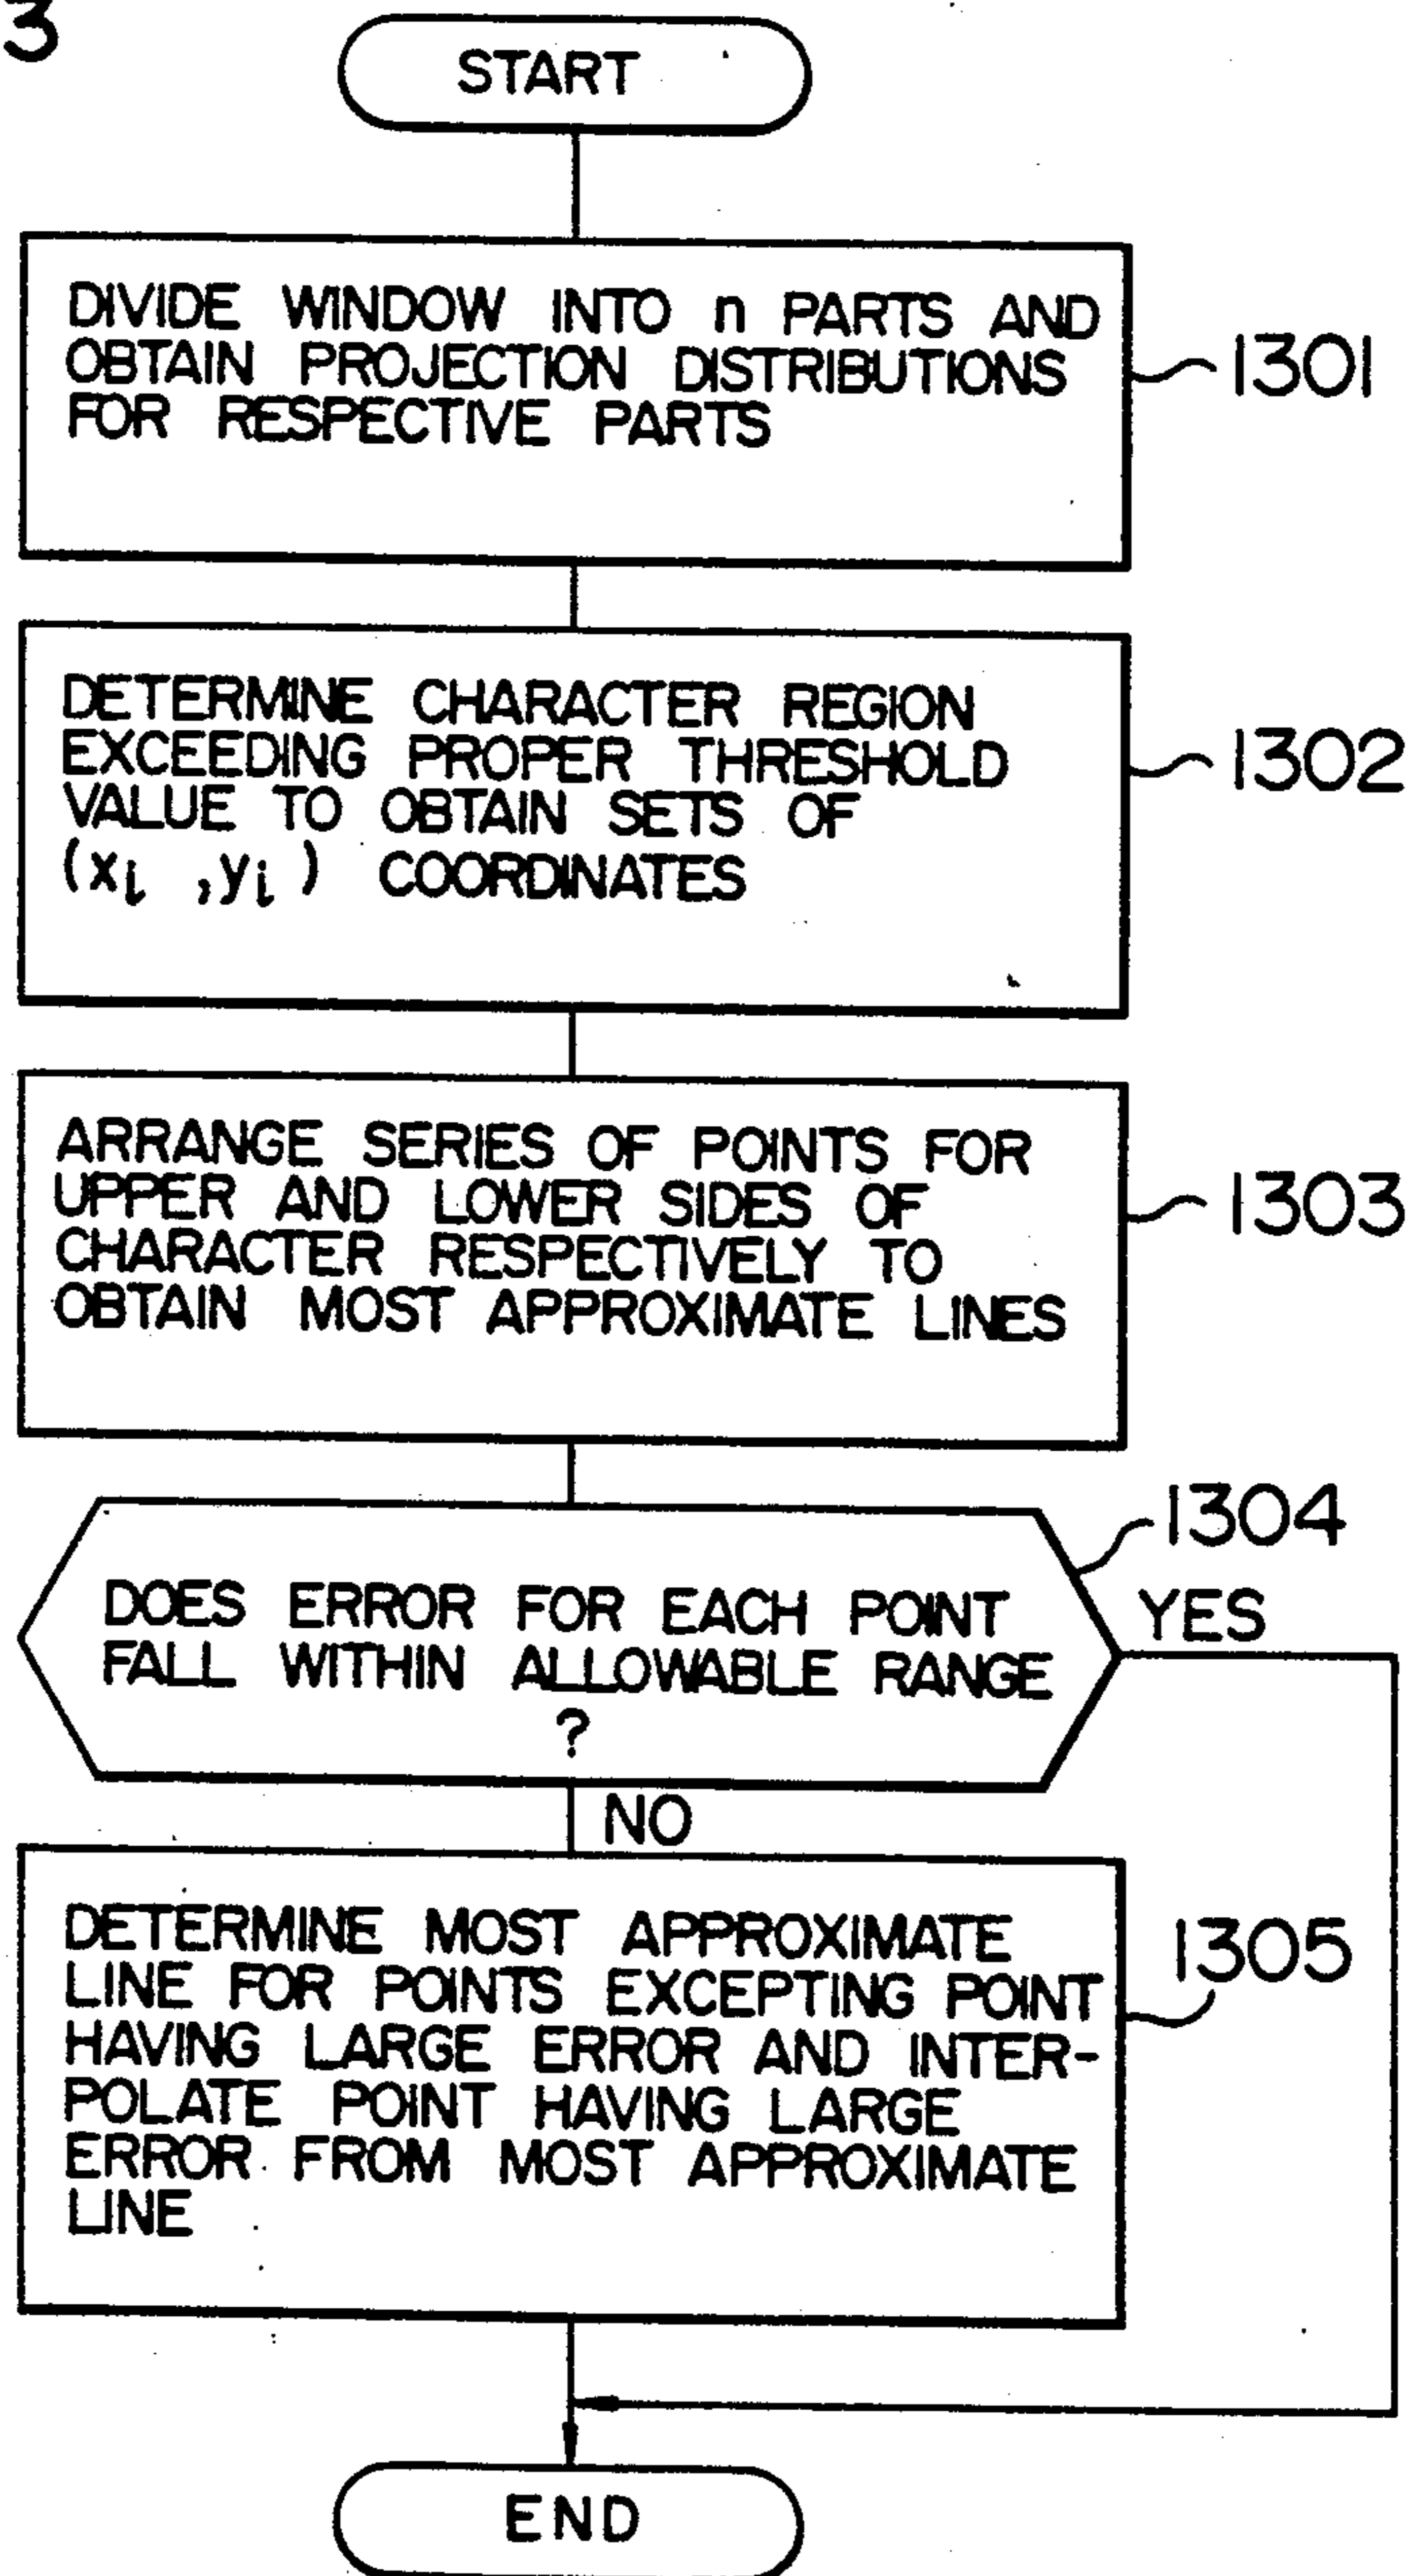 3
START
DIVIDE WINDOW INTO n PARTS AND
OBTAIN PROJECTION DISTRIBUTIONS
FOR RESPECTIVE PARTS
1301
DETERMINE CHARACTER REGION
EXCEEDING PROPER THRESHOLD
VALUE TO OBTAIN SETS OF
(xi ,yi) COORDINATES
1302
ARRANGE SERIES OF POINTS FOR
UPPER AND LOWER SIDES OF
CHARACTER RESPECTIVELY TO
OBTAIN MOST APPROXIMATE LINES
1303
1304
DOES ERROR FOR EACH POINT
FALL WITHIN ALLOWABLE RANGE
?
YES
NO
DETERMINE MOST APPROXIMATE
LINE FOR POINTS EXCEPTING POINT
HAVING LARGE ERROR AND INTER-
POLATE POINT HAVING LARGE
ERROR FROM MOST APPROXIMATE
LINE
1305
END